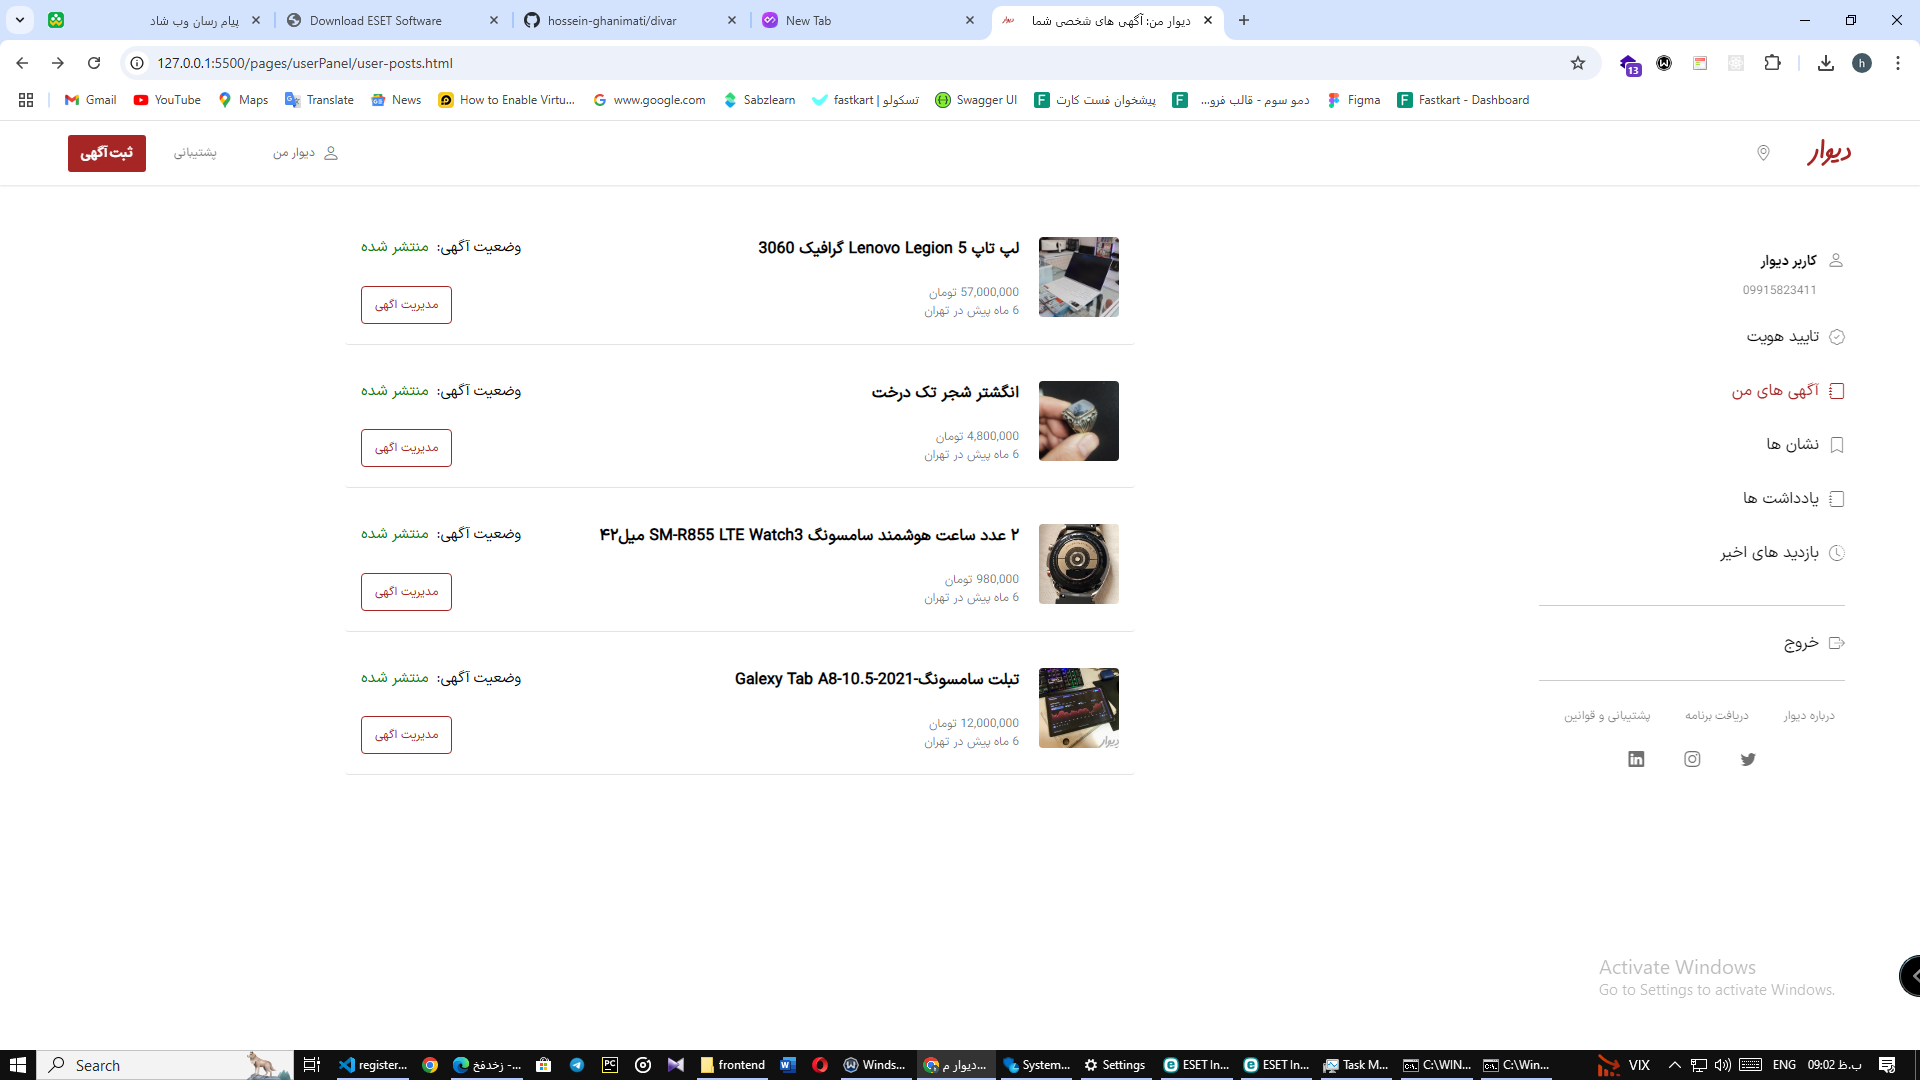 پیام رسان وب شاد
Download ESET Software
hossein-ghanimati/divar
New Tab
دیوار من: آگهی های شخصی شما
127.0.0.1:5500/pages/userPanel/user-posts.html
13
h
Gmail
YouTube
Maps
Translate
News
How to Enable Virtu...
www.google.com
Sabzlearn
fastkart | تسکولو
Swagger UI
پیشخوان فست کارت
دمو سوم - قالب فرو...
Figma
Fastkart - Dashboard
دیوار
دیوار من
پشتیبانی
ثبت آگهی
کاربر دیوار
09915823411
تایید هویت
آگهی های من
نشان ها
یادداشت ها
بازدید های اخیر
خروج
درباره دیوار
دریافت برنامه
پشتیبانی و قوانین
لپ تاپ Lenovo Legion 5 گرافیک 3060
57,000,000 تومان
6 ماه پیش در تهران
وضعیت آگهی: منتشر شده
مدیریت اگهی
انگشتر شجر تک درخت
4,800,000 تومان
6 ماه پیش در تهران
وضعیت آگهی: منتشر شده
مدیریت اگهی
۲ عدد ساعت هوشمند سامسونگ SM-R855 LTE Watch3 میل۴۲
980,000 تومان
6 ماه پیش در تهران
وضعیت آگهی: منتشر شده
مدیریت اگهی
تبلت سامسونگ-Galexy Tab A8-10.5-2021
12,000,000 تومان
6 ماه پیش در تهران
وضعیت آگهی: منتشر شده
مدیریت اگهی
دیوار
Activate Windows
Go to Settings to activate Windows.
Search
register...
زخدفخ - ...
PC
frontend
Winds...
دیوار م...
System...
Settings
ESET In...
ESET In...
Task M...
C:\WIN...
C:\Win...
VIX
ENG
09:02 ب.ظ